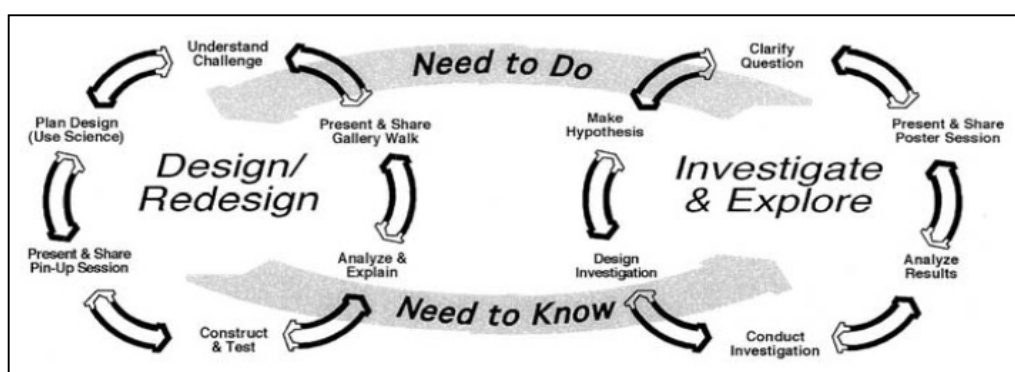 Need to Do
Understand
Challenge
Present & Share
Gallery Walk
Analyze &
Explain
Construct
& Test
Present & Share
Pin-Up Session
Plan Design
(Use Science)
Design/
Redesign
Clarify
Question
Present & Share
Poster Session
Analyze
Results
Conduct
Investigation
Design
Investigation
Make
Hypothesis
Investigate
& Explore
Need to Know